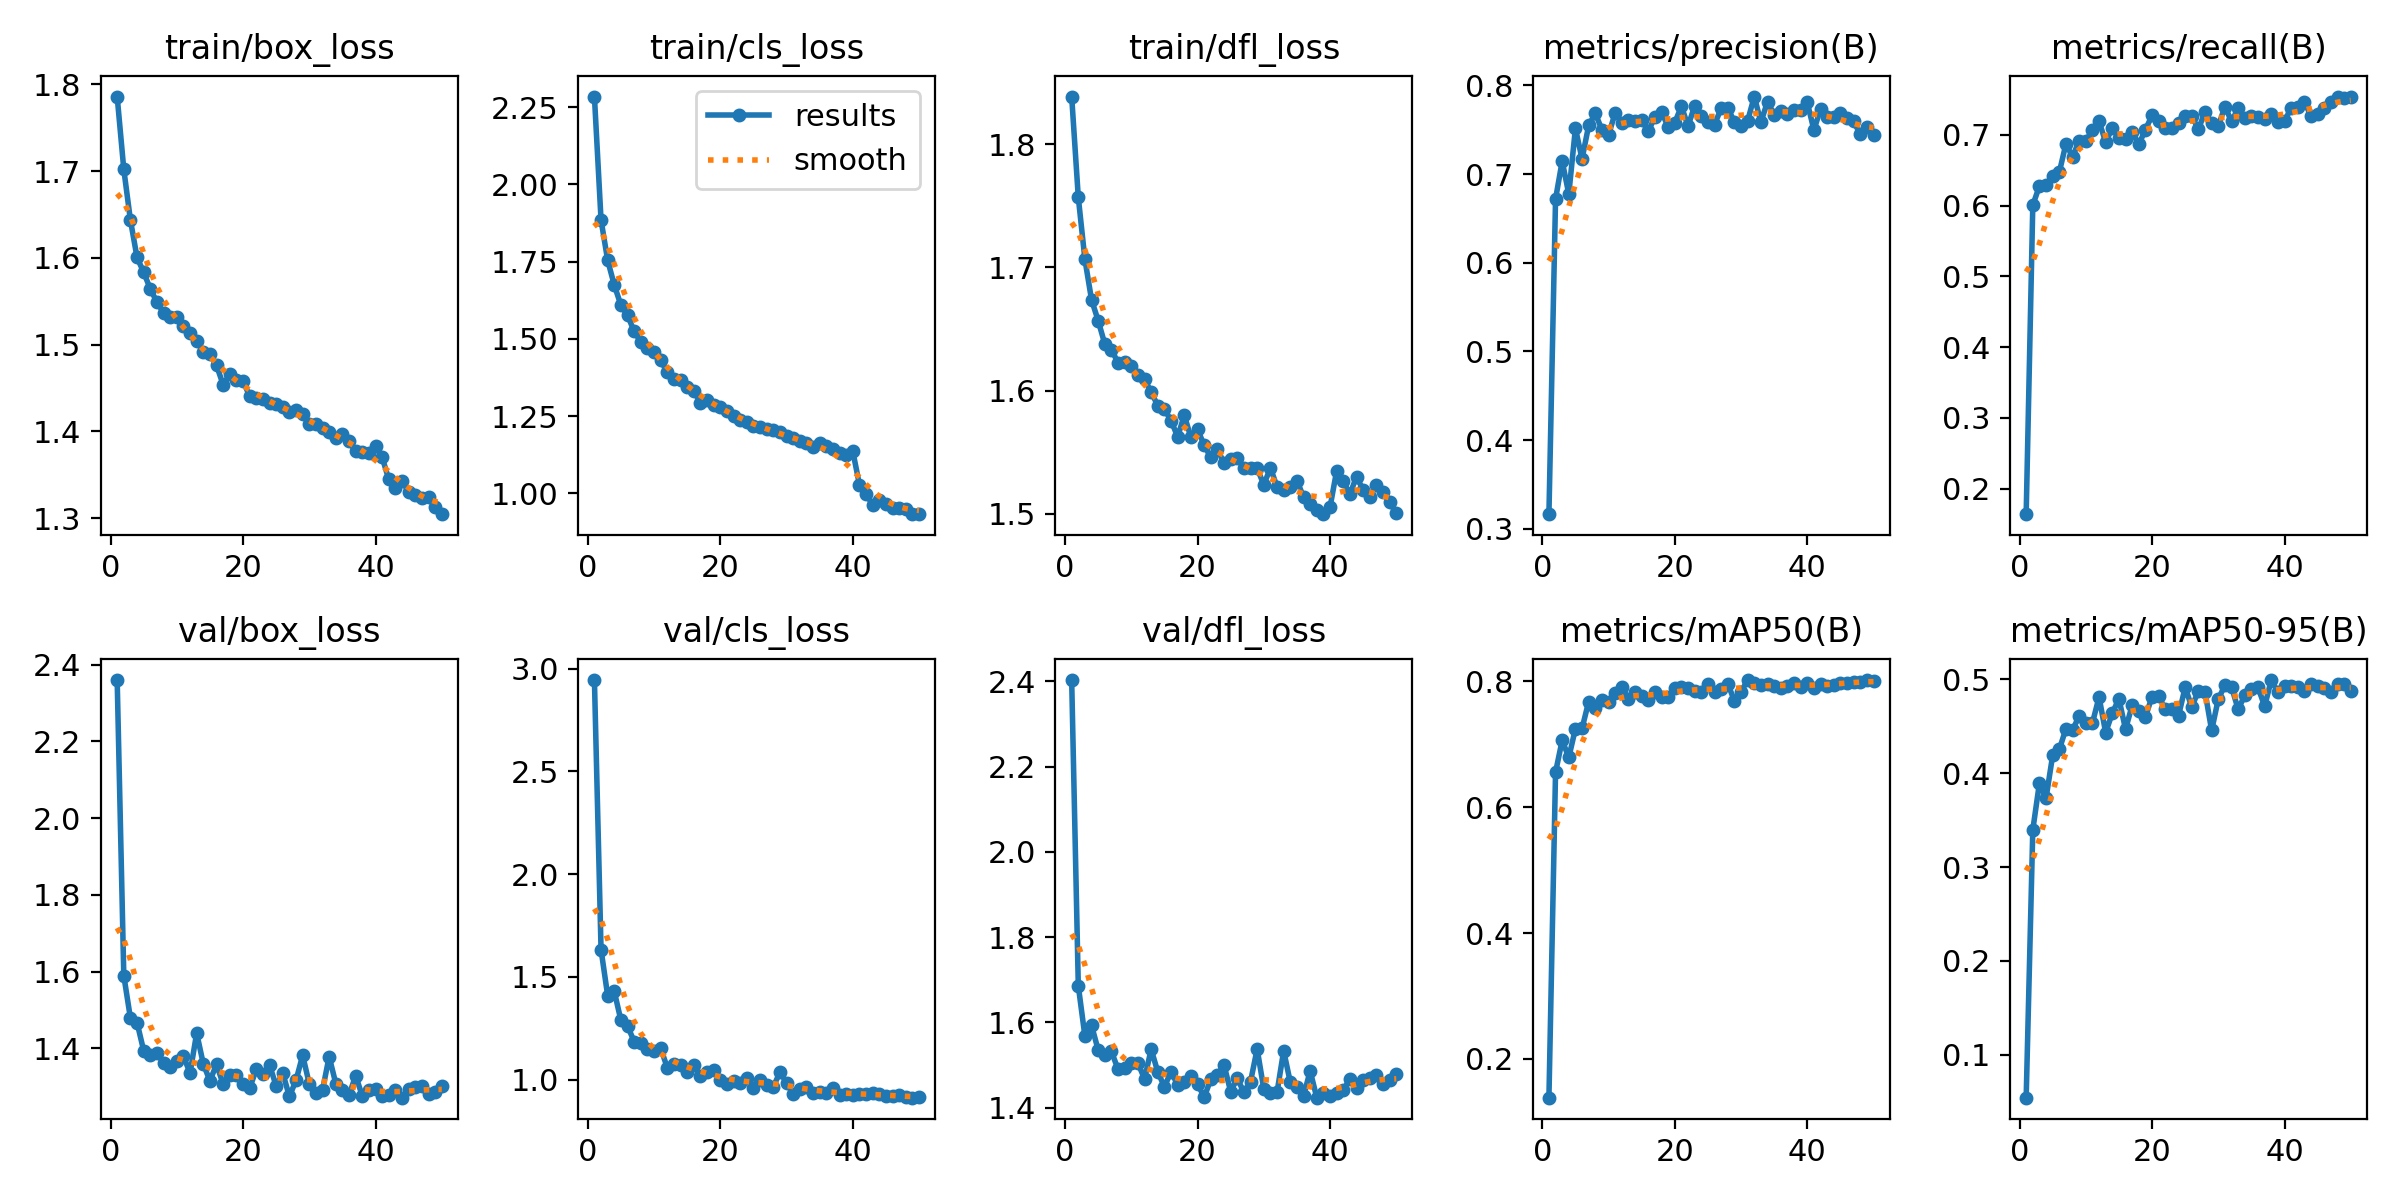 train/box_loss
train/cls_loss
train/dfl_loss
metrics/precision(B)
metrics/recall(B)
1.8
1.7
1.6
1.5
1.4
1.3
0 20 40
2.25
2.00
1.75
1.50
1.25
1.00
0 20 40
results
smooth
1.8
1.7
1.6
1.5
0 20 40
0.8
0.7
0.6
0.5
0.4
0.3
0 20 40
0.7
0.6
0.5
0.4
0.3
0.2
0 20 40
val/box_loss
val/cls_loss
val/dfl_loss
metrics/mAP50(B)
metrics/mAP50-95(B)
2.4
2.2
2.0
1.8
1.6
1.4
0 20 40
3.0
2.5
2.0
1.5
1.0
0 20 40
2.4
2.2
2.0
1.8
1.6
1.4
0 20 40
0.8
0.6
0.4
0.2
0 20 40
0.5
0.4
0.3
0.2
0.1
0 20 40